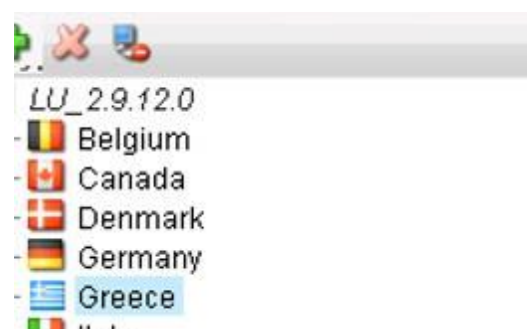 LU_2.9.12.0
Belgium
Canada
Denmark
Germany
Greece